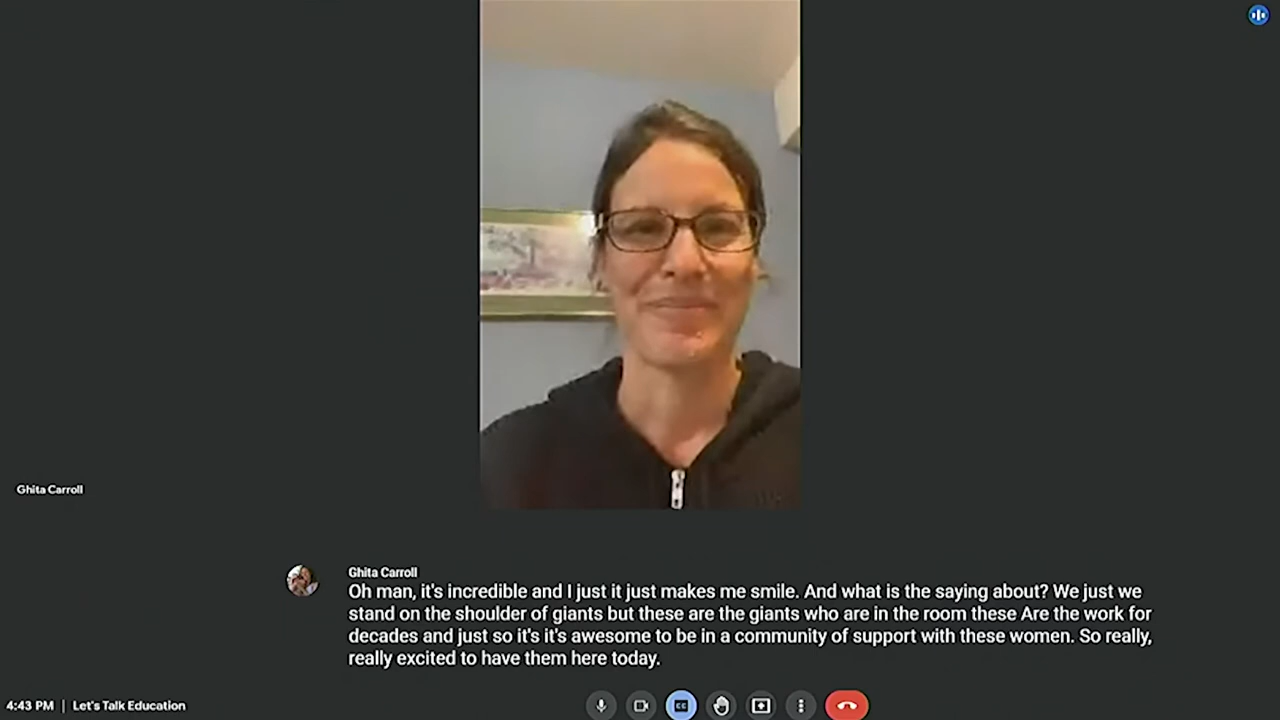 Ghita Carroll
Ghita Carroll
Oh man, it's incredible and I just it just makes me smile. And what is the saying about? We just we
stand on the shoulder of giants but these are the giants who are in the room these Are the work for
decades and just so it's it's awesome to be in a community of support with these women. So really,
really excited to have them here today.
4:43 PM | Let's Talk Education
CC